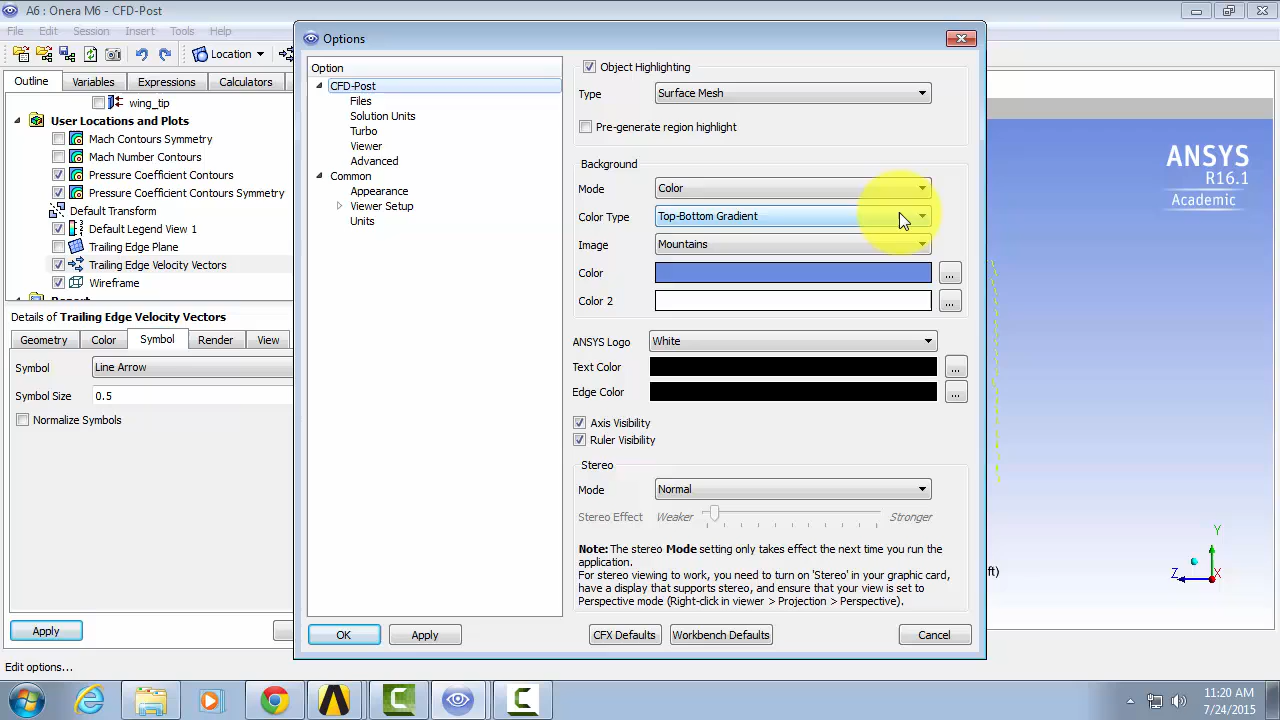 A6 : Onera M6 - CFD-Post
File Edit Session Insert Tools Help
Location
Outline Variables Expressions Calculators
wing_tip
User Locations and Plots
Mach Contours Symmetry
Mach Number Contours
Pressure Coefficient Contours
Pressure Coefficient Contours Symmetry
Default Transform
Default Legend View 1
Trailing Edge Plane
Trailing Edge Velocity Vectors
Wireframe
Details of Trailing Edge Velocity Vectors
Geometry Color Symbol Render View
Symbol Line Arrow
Symbol Size 0.5
Normalize Symbols
Apply
Edit options...
Options
Option
CFD-Post
Files
Solution Units
Turbo
Viewer
Advanced
Common
Appearance
Viewer Setup
Units
Object Highlighting
Type Surface Mesh
Pre-generate region highlight
Background
Mode Color
Color Type Top-Bottom Gradient
Image Mountains
Color ...
Color 2 ...
ANSYS Logo White
Text Color ...
Edge Color ...
Axis Visibility
Ruler Visibility
Stereo
Mode Normal
Stereo Effect Weaker Stronger
Note: The stereo Mode setting only takes effect the next time you run the
application.
For stereo viewing to work, you need to turn on 'Stereo' in your graphic card,
have a display that supports stereo, and ensure that your view is set to
Perspective mode (Right-click in viewer > Projection > Perspective).
OK Apply CFX Defaults Workbench Defaults Cancel
ANSYS
R16.1
Academic
Y
Z X
11:20 AM
7/24/2015